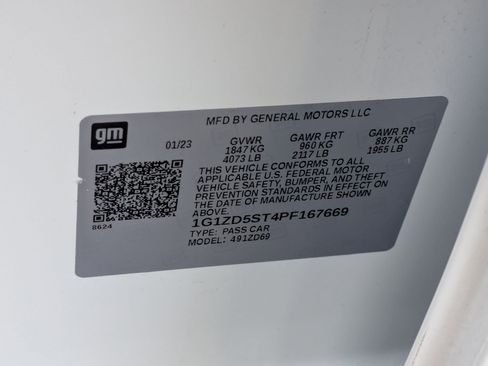 gm
MFD BY GENERAL MOTORS LLC
01/23 GVWR GAWR FRT GAWR RR
1847 KG 960 KG 887 KG
4073 LB 2117 LB 1955 LB
THIS VEHICLE CONFORMS TO ALL
APPLICABLE U.S. FEDERAL MOTOR
VEHICLE SAFETY, BUMPER, AND THEFT
PREVENTION STANDARDS IN EFFECT ON
THE DATE OF MANUFACTURE SHOWN
ABOVE.
1G1ZD5ST4PF167669
TYPE: PASS CAR
MODEL: 491ZD69
8624